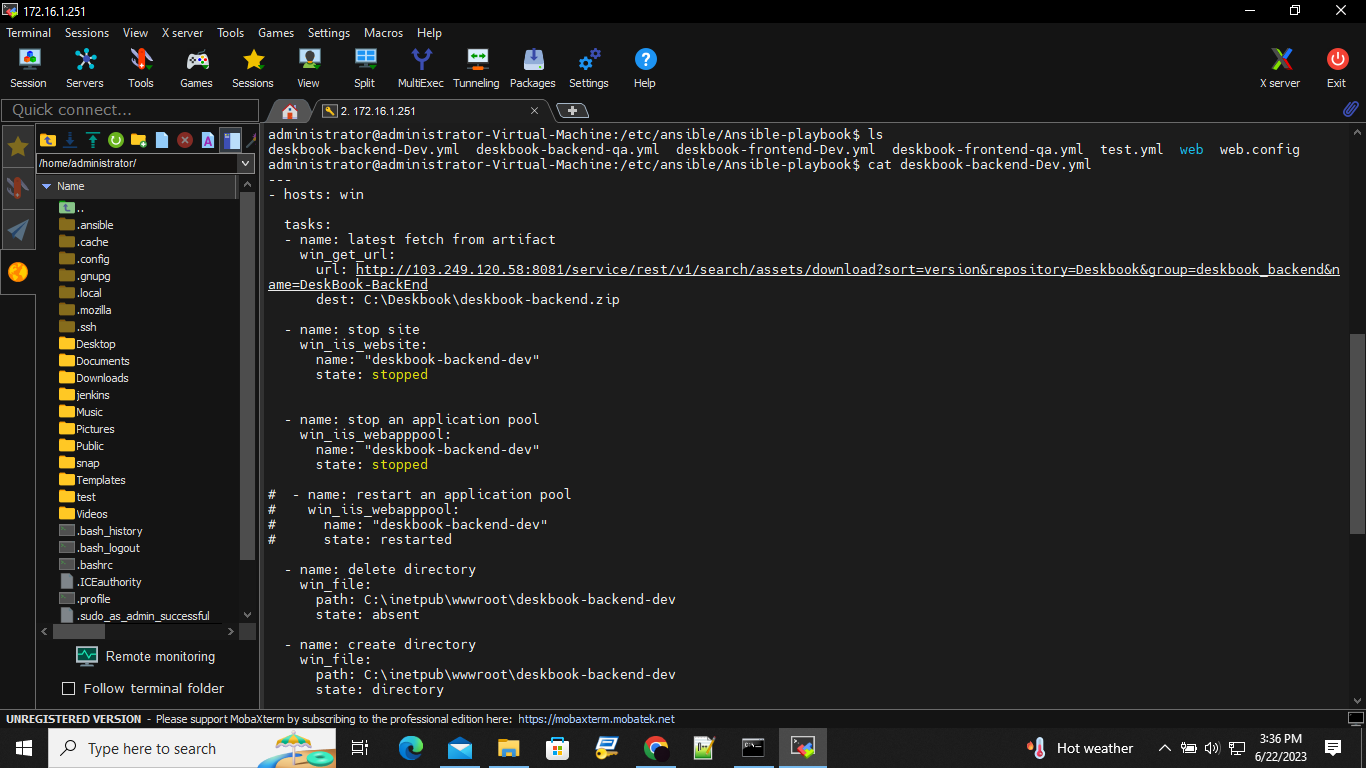 172.16.1.251
Terminal Sessions View X server Tools Games Settings Macros Help
Session Servers Tools Games Sessions View Split MultiExec Tunneling Packages Settings Help X server Exit
Quick connect...
2. 172.16.1.251
/home/administrator/
Name
..
.ansible
.cache
.config
.gnupg
.local
.mozilla
.ssh
Desktop
Documents
Downloads
jenkins
Music
Pictures
Public
snap
Templates
test
Videos
.bash_history
.bash_logout
.bashrc
.ICEauthority
.profile
.sudo_as_admin_successful
Remote monitoring
Follow terminal folder
administrator@administrator-Virtual-Machine:/etc/ansible/Ansible-playbook$ ls
deskbook-backend-Dev.yml deskbook-backend-qa.yml deskbook-frontend-Dev.yml deskbook-frontend-qa.yml test.yml web web.config
administrator@administrator-Virtual-Machine:/etc/ansible/Ansible-playbook$ cat deskbook-backend-Dev.yml
---
- hosts: win
tasks:
- name: latest fetch from artifact
win_get_url:
url: http://103.249.120.58:8081/service/rest/v1/search/assets/download?sort=version&repository=Deskbook&group=deskbook_backend&n
ame=DeskBook-BackEnd
dest: C:\Deskbook\deskbook-backend.zip
- name: stop site
win_iis_website:
name: "deskbook-backend-dev"
state: stopped
- name: stop an application pool
win_iis_webapppool:
name: "deskbook-backend-dev"
state: stopped
# - name: restart an application pool
# win_iis_webapppool:
# name: "deskbook-backend-dev"
# state: restarted
- name: delete directory
win_file:
path: C:\inetpub\wwwroot\deskbook-backend-dev
state: absent
- name: create directory
win_file:
path: C:\inetpub\wwwroot\deskbook-backend-dev
state: directory
UNREGISTERED VERSION - Please support MobaXterm by subscribing to the professional edition here: https://mobaxterm.mobatek.net
Type here to search
Hot weather
3:36 PM
6/22/2023